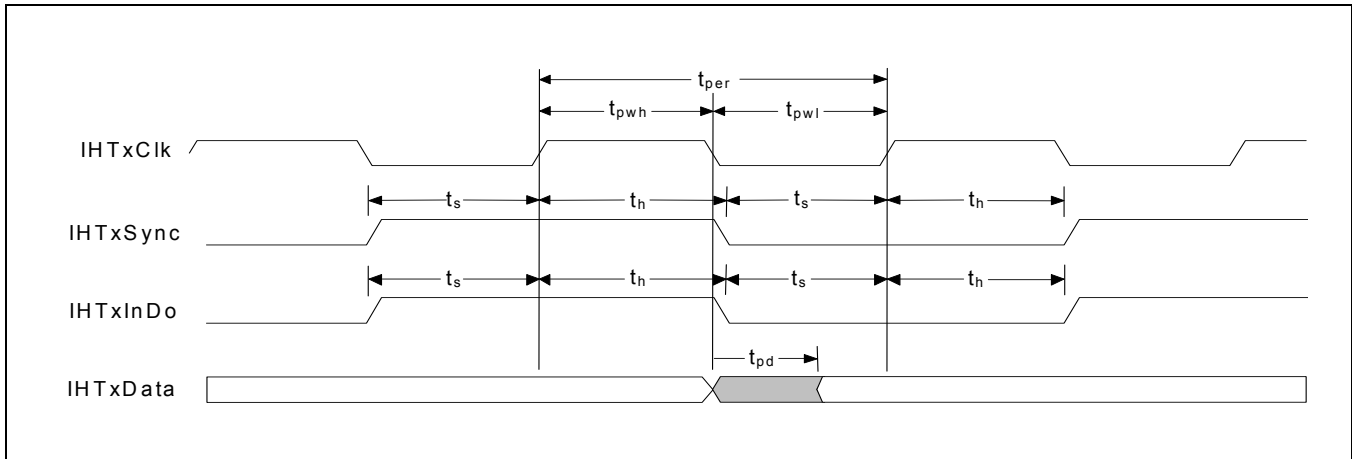 tper
tpwh tpwl
IHTxClk
ts th ts th
IHTxSync
ts th ts th
IHTxInDo
tpd
IHTxData